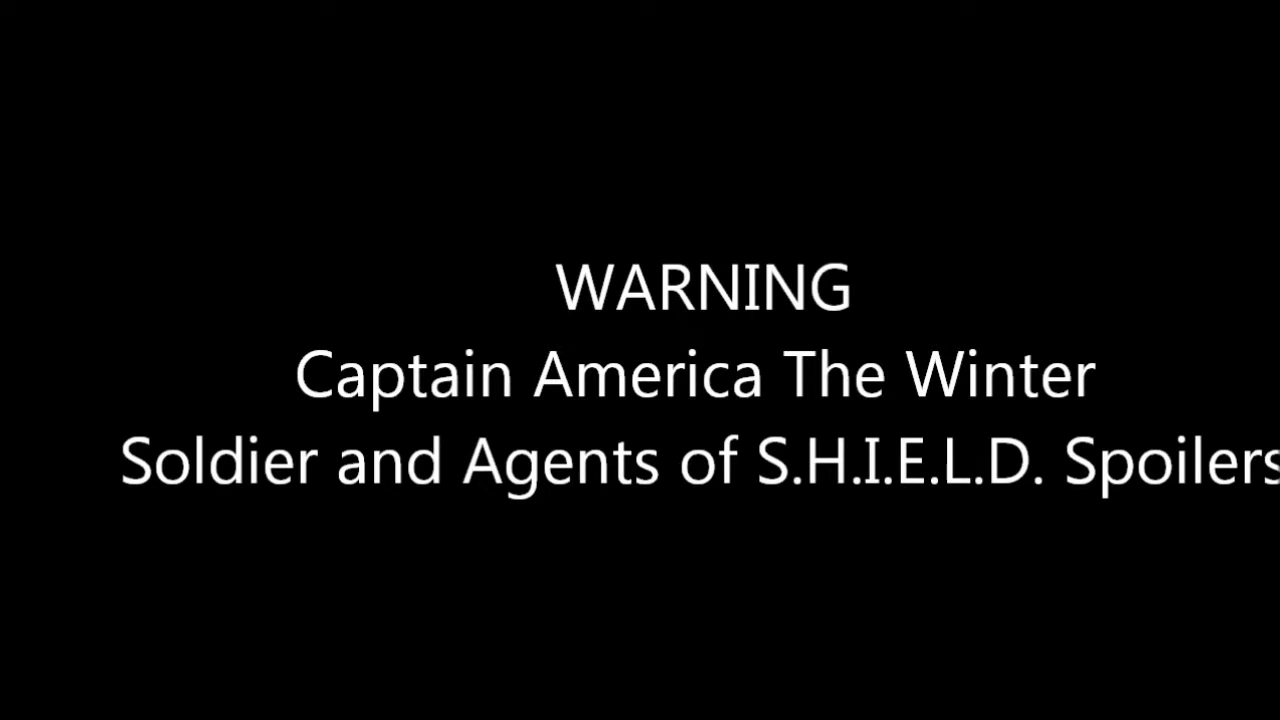 WARNING
Captain America The Winter
Soldier and Agents of S.H.I.E.L.D. Spoilers